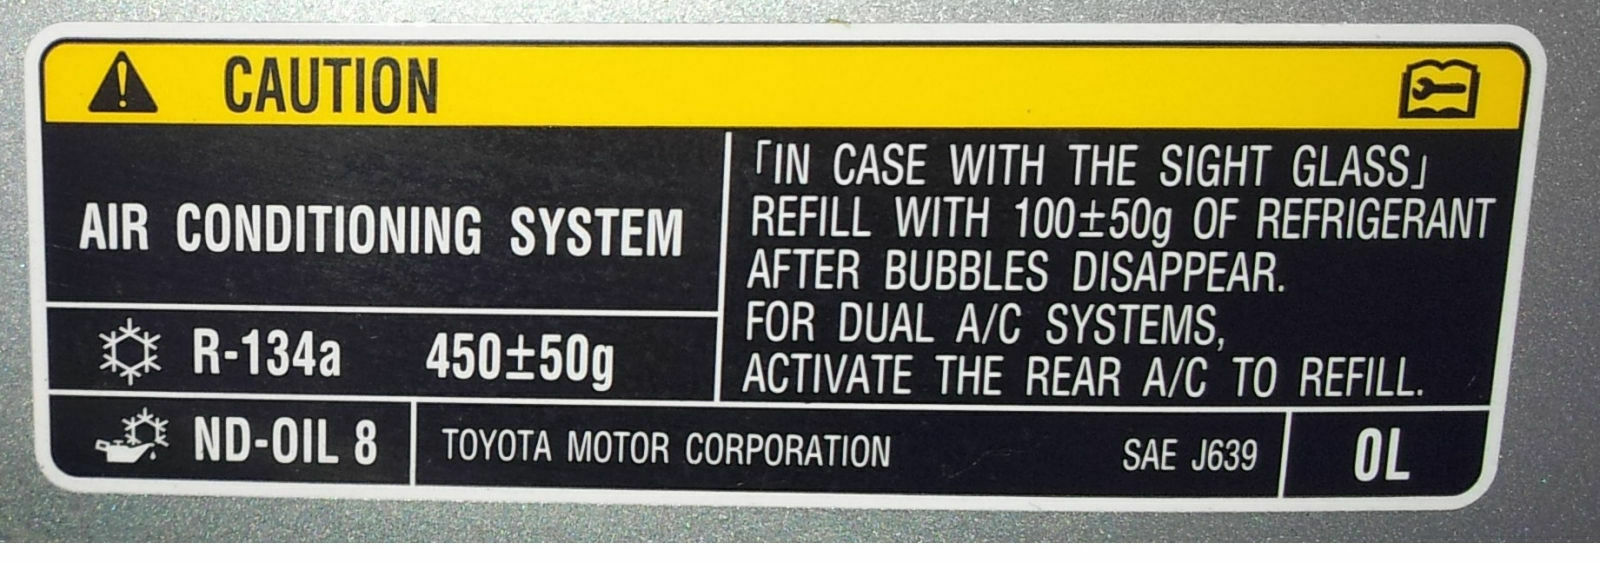 CAUTION
AIR CONDITIONING SYSTEM
R-134a 450±50g
「IN CASE WITH THE SIGHT GLASS」
REFILL WITH 100±50g OF REFRIGERANT
AFTER BUBBLES DISAPPEAR.
FOR DUAL A/C SYSTEMS,
ACTIVATE THE REAR A/C TO REFILL.
ND-OIL 8
TOYOTA MOTOR CORPORATION
SAE J639
0L